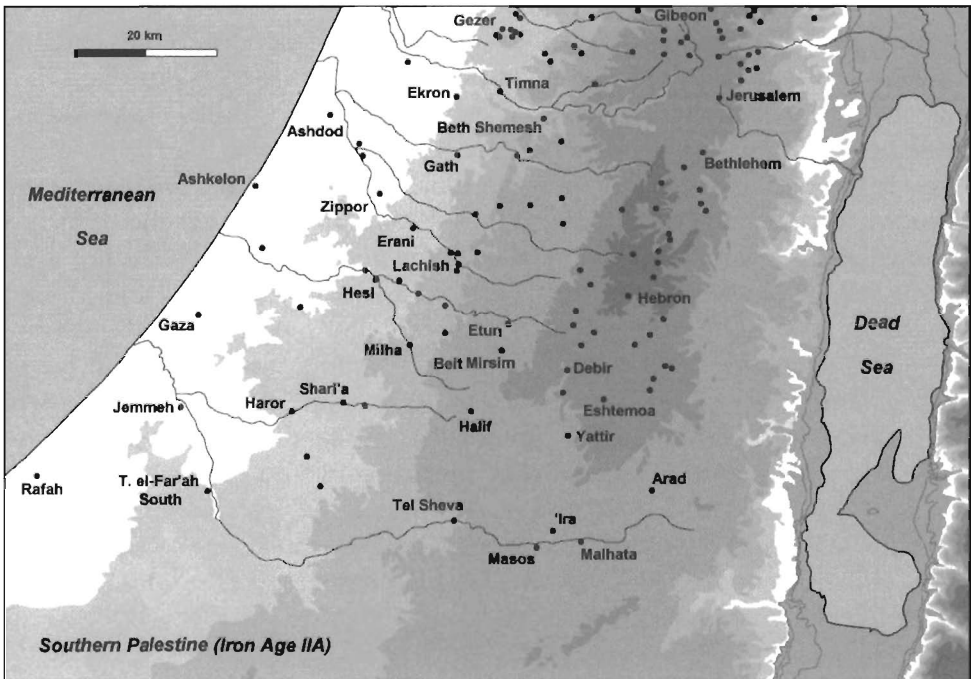 Gezer
Gibeon
20 km
Timna
Ekron
Jerusalem
Ashdod
Beth Shemesh
Gath
Bethlehem
Ashkelon
Mediterranean
Sea
Zippor
Erani
Lachish
Hesi
Hebron
Gaza
Etun
Dead
Sea
Milha
Beit Mirsim
Debir
Shari'a
Jemmeh
Haror
Eshtemoa
Halif
Yattir
Rafah
T. el-Far'ah
South
Arad
Tel Sheva
'Ira
Masos
Malhata
Southern Palestine (Iron Age IIA)